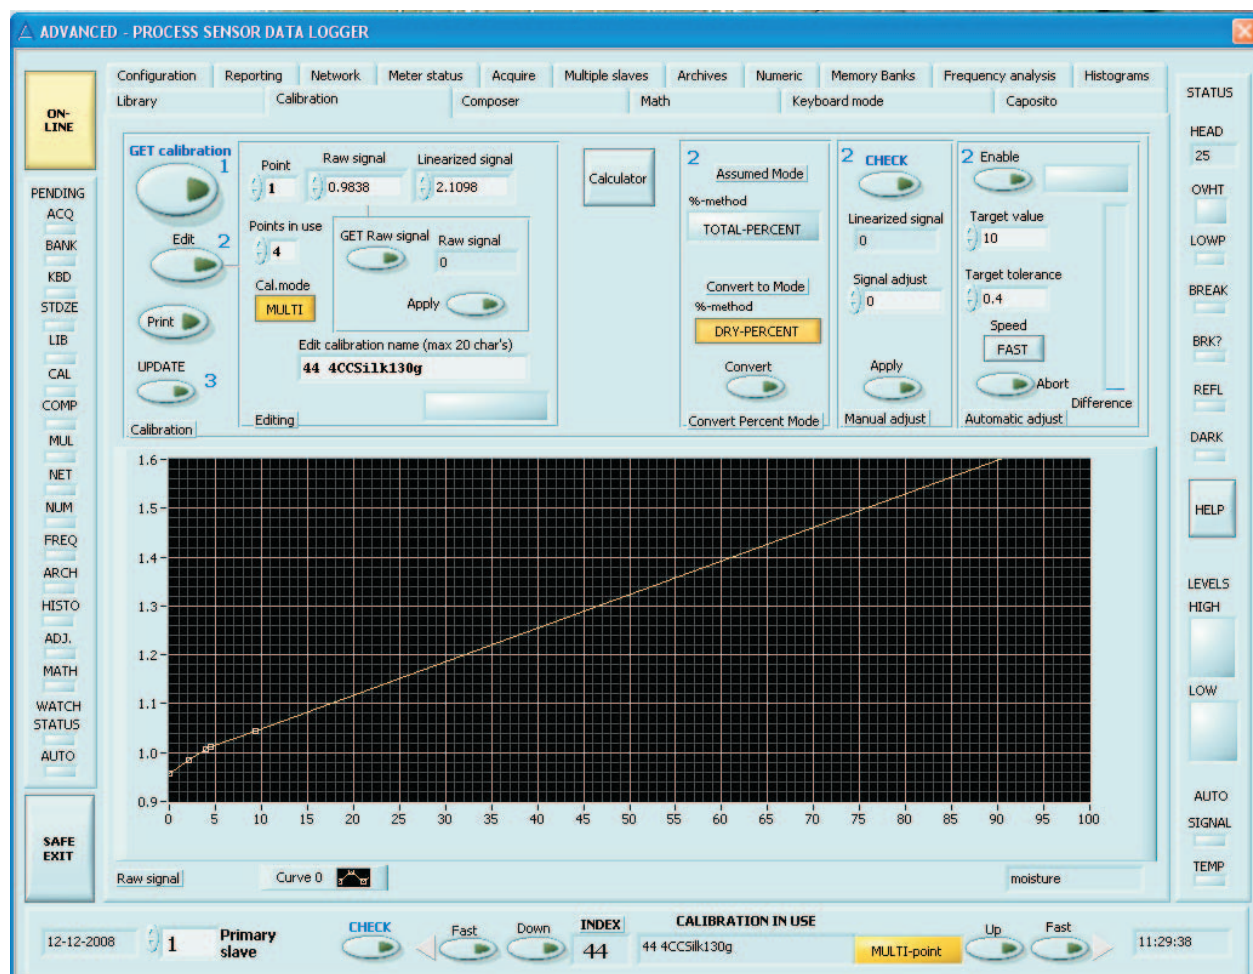 ADVANCED - PROCESS SENSOR DATA LOGGER
ON-
LINE
Configuration Reporting Network Meter status Acquire Multiple slaves Archives Numeric Memory Banks Frequency analysis Histograms
Library Calibration Composer Math Keyboard mode Caposito
GET calibration
1
Edit
2
Print
UPDATE
3
Calibration
Point
1
Raw signal
0.9838
Linearized signal
2.1098
Points in use
4
GET Raw signal
Raw signal
0
Apply
Cal.mode
MULTI
Edit calibration name (max 20 char's)
44 4CCSilk130g
Editing
Calculator
2
Assumed Mode
%-method
TOTAL-PERCENT
Convert to Mode
%-method
DRY-PERCENT
Convert
Convert Percent Mode
2 CHECK
Linearized signal
0
Signal adjust
0
Apply
Manual adjust
2 Enable
Target value
10
Target tolerance
0.4
Speed
FAST
Abort
Difference
Automatic adjust
PENDING
ACQ
BANK
KBD
STDZE
LIB
CAL
COMP
MUL
NET
NUM
FREQ
ARCH
HISTO
ADJ.
MATH
WATCH
STATUS
AUTO
SAFE
EXIT
1.6
1.5
1.4
1.3
1.2
1.1
1.0
0.9
0 5 10 15 20 25 30 35 40 45 50 55 60 65 70 75 80 85 90 95 100
Raw signal Curve 0 moisture
STATUS
HEAD
25
OVHT
LOWP
BREAK
BRK?
REFL
DARK
HELP
LEVELS
HIGH
LOW
AUTO
SIGNAL
TEMP
12-12-2008
1
Primary
slave
CHECK
Fast
Down
INDEX
44
CALIBRATION IN USE
44 4CCSilk130g
MULTI-point
Up
Fast
11:29:38